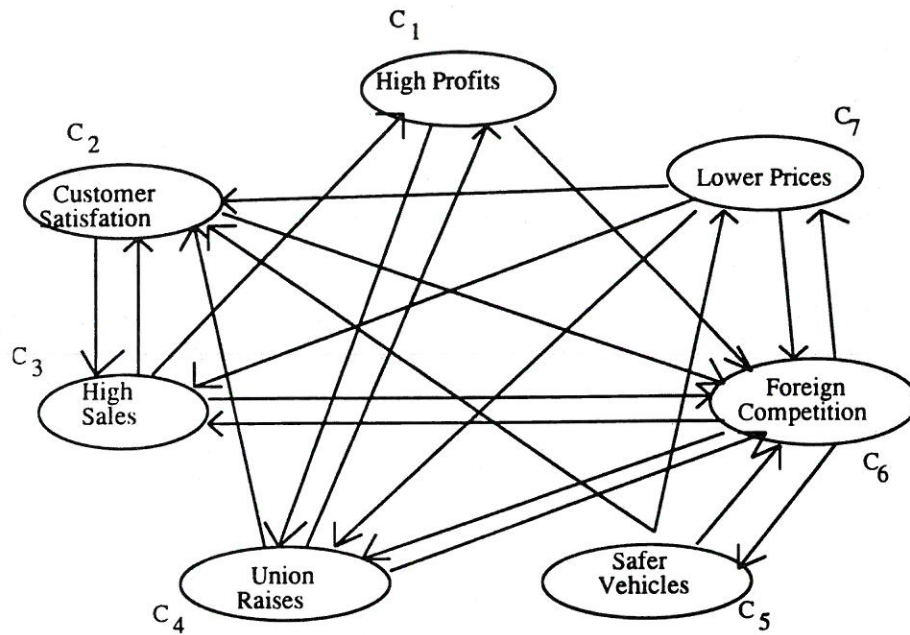 C1
High Profits
C7
Lower Prices
C2
Customer
Satisfation
C3
High
Sales
Foreign
Competition
C6
Union
Raises
C4
Safer
Vehicles
C5